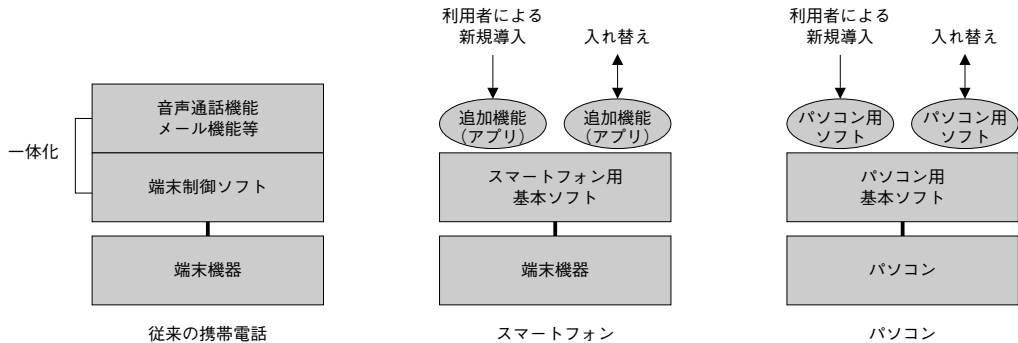 一体化
音声通話機能
メール機能等
端末制御ソフト
端末機器
従来の携帯電話
利用者による
新規導入
入れ替え
追加機能
（アプリ）
追加機能
（アプリ）
スマートフォン用
基本ソフト
端末機器
スマートフォン
利用者による
新規導入
入れ替え
パソコン用
ソフト
パソコン用
ソフト
パソコン用
基本ソフト
パソコン
パソコン